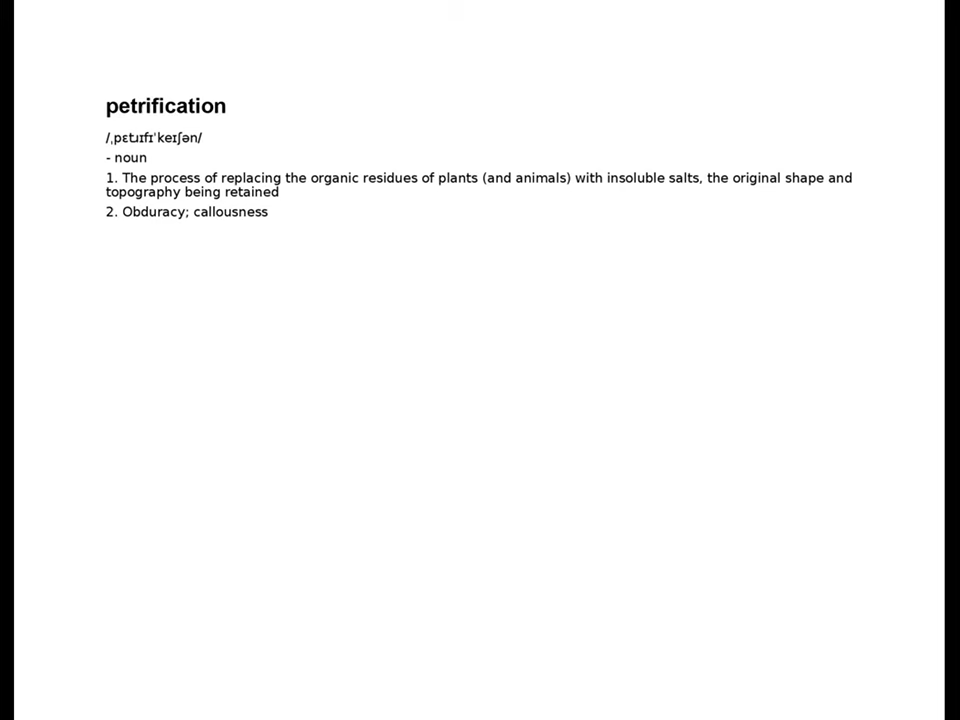 petrification
/ˌpɛtɹɪfɪˈkeɪʃən/
- noun
1. The process of replacing the organic residues of plants (and animals) with insoluble salts, the original shape and
topography being retained
2. Obduracy; callousness